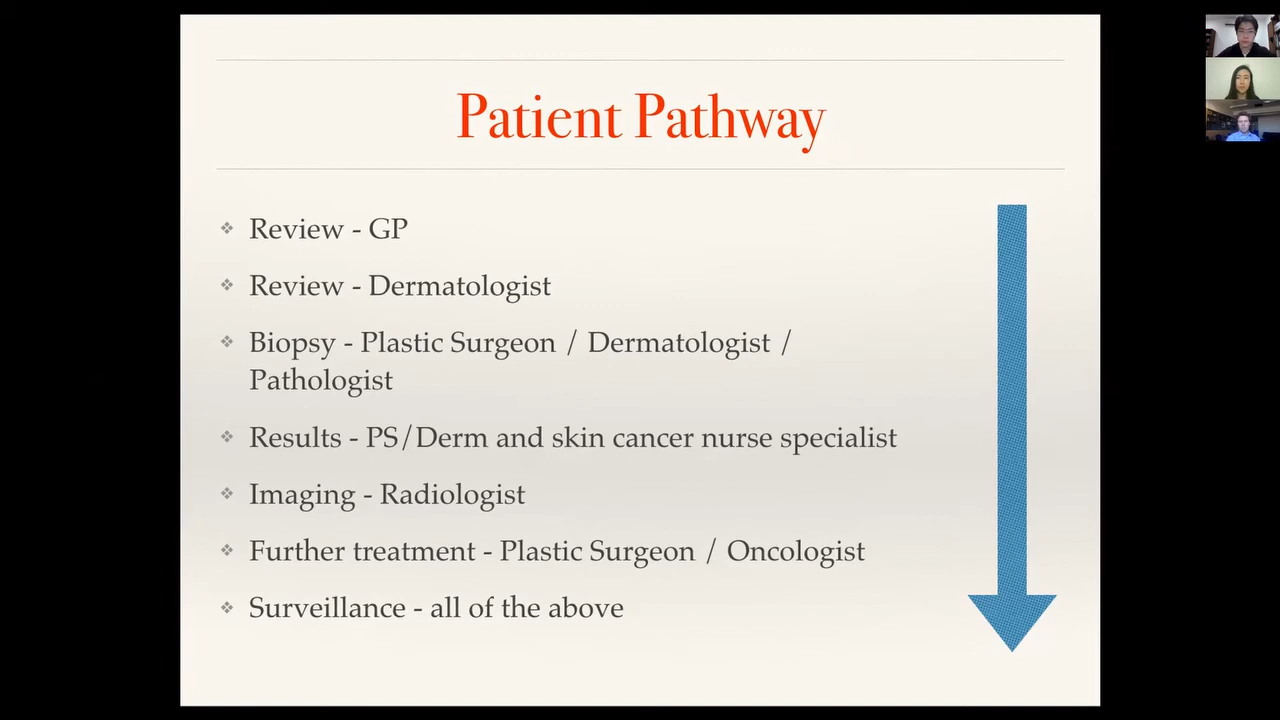 Patient Pathway
Review - GP
Review - Dermatologist
Biopsy - Plastic Surgeon / Dermatologist /
Pathologist
Results - PS/Derm and skin cancer nurse specialist
Imaging - Radiologist
Further treatment - Plastic Surgeon / Oncologist
Surveillance - all of the above